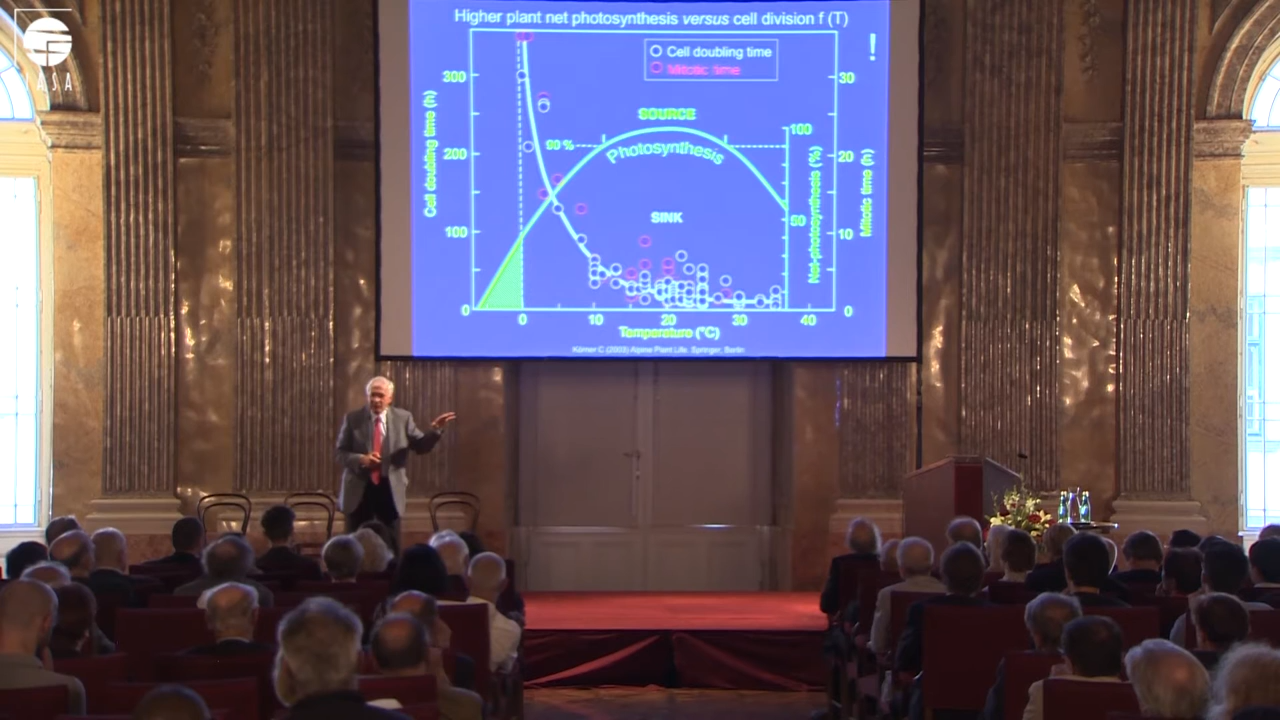 IIASA
Higher plant net photosynthesis versus cell division f (T)
!
Cell doubling time
Mitotic time
300
30
SOURCE
100
90 %
Photosynthesis
200
20
Cell doubling time (h)
Net-photosynthesis (%)
Mitotic time (h)
SINK
50
100
10
0
0
0
10
20
30
40
Temperature (°C)
Körner C (2003) Alpine Plant Life. Springer, Berlin